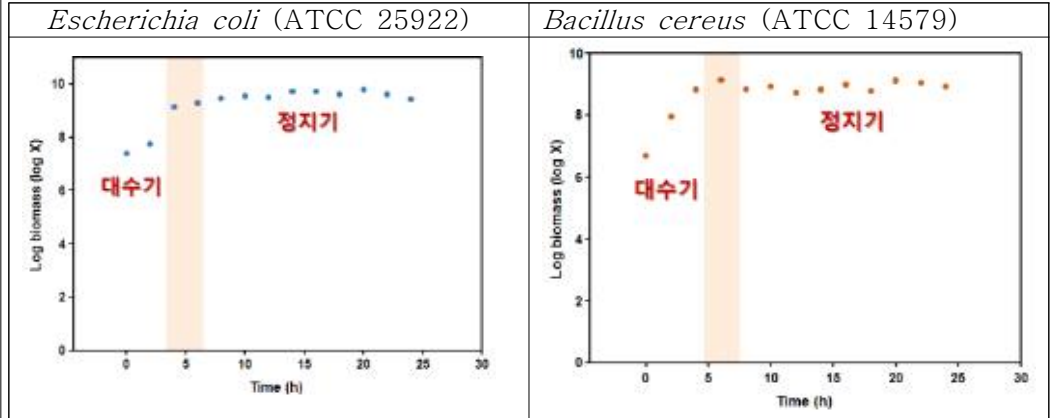 Escherichia coli (ATCC 25922)
Bacillus cereus (ATCC 14579)
10
8
6
4
2
0
Log biomass (log X)
대수기
정지기
0 5 10 15 20 25 30
Time (h)
10
8
6
4
2
0
Log biomass (log X)
대수기
정지기
0 5 10 15 20 25 30
Time (h)